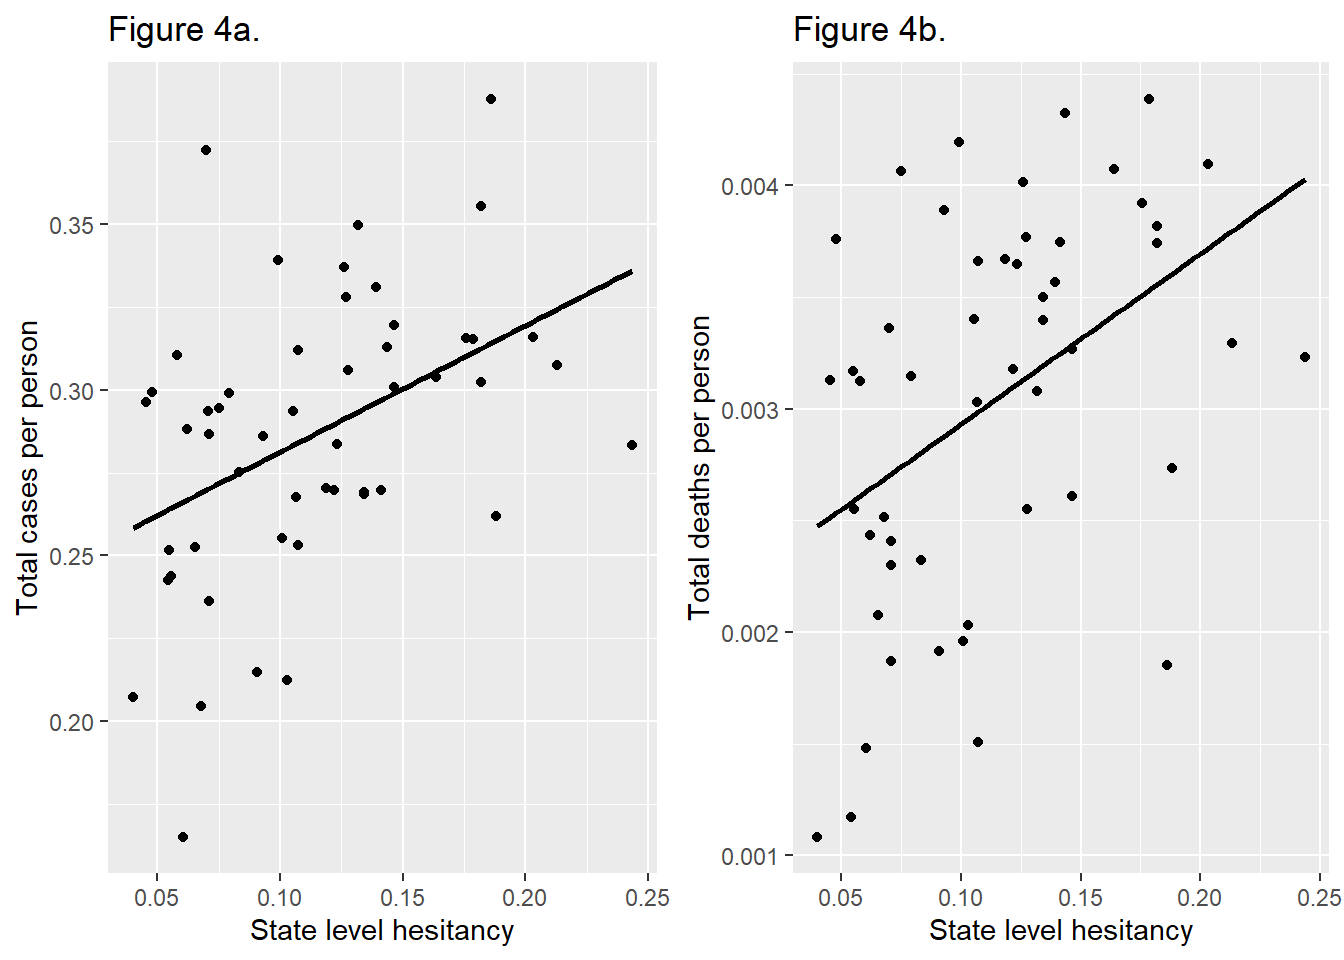 Figure 4a.
Total cases per person
0.35
0.30
0.25
0.20
0.05 0.10 0.15 0.20 0.25
State level hesitancy
Figure 4b.
Total deaths per person
0.004
0.003
0.002
0.001
0.05 0.10 0.15 0.20 0.25
State level hesitancy